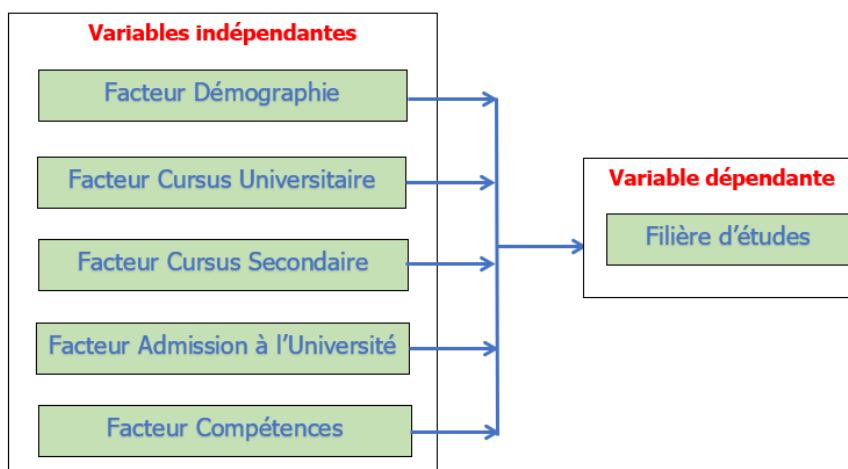 Variables indépendantes
Facteur Démographie
Facteur Cursus Universitaire
Facteur Cursus Secondaire
Facteur Admission à l’Université
Facteur Compétences
Variable dépendante
Filière d’études